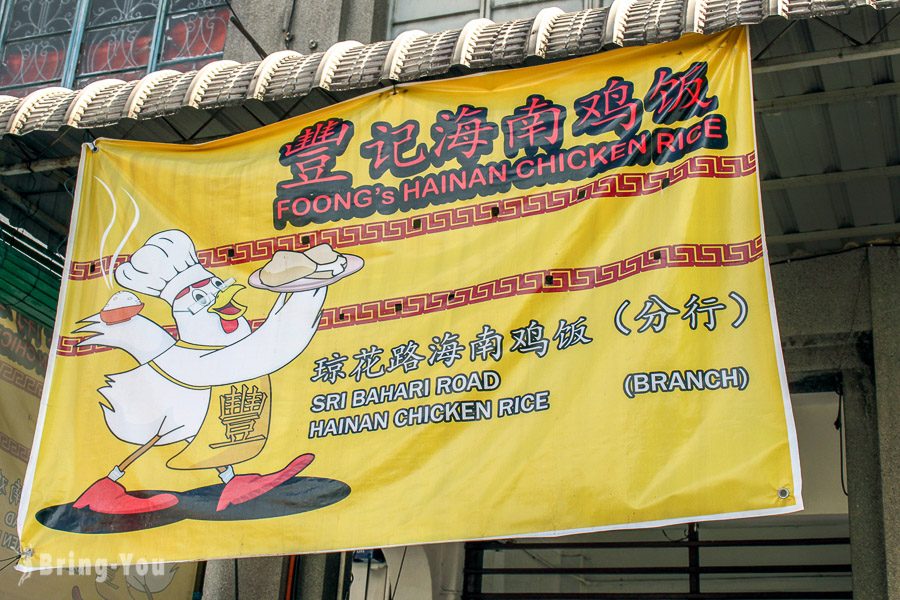 豐记海南鸡饭
FOONG's HAINAN CHICKEN RICE
琼花路海南鸡饭（分行）
SRI BAHARI ROAD
HAINAN CHICKEN RICE (BRANCH)
豐
Bring-You